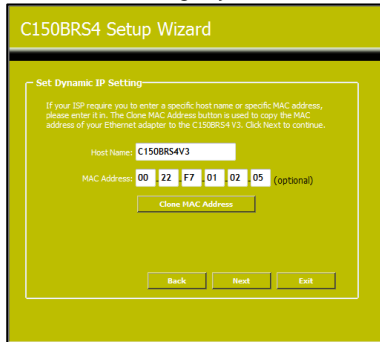 C150BRS4 Setup Wizard
Set Dynamic IP Setting
If your ISP require you to enter a specific host name or specific MAC address,
please enter it in. The Clone MAC Address button is used to copy the MAC
address of your Ethernet adapter to the C150BRS4 V3. Click Next to continue.
Host Name: C150BRS4V3
MAC Address: 00 . 22 . F7 . 01 . 02 . 05 (optional)
Clone MAC Address
Back Next Exit